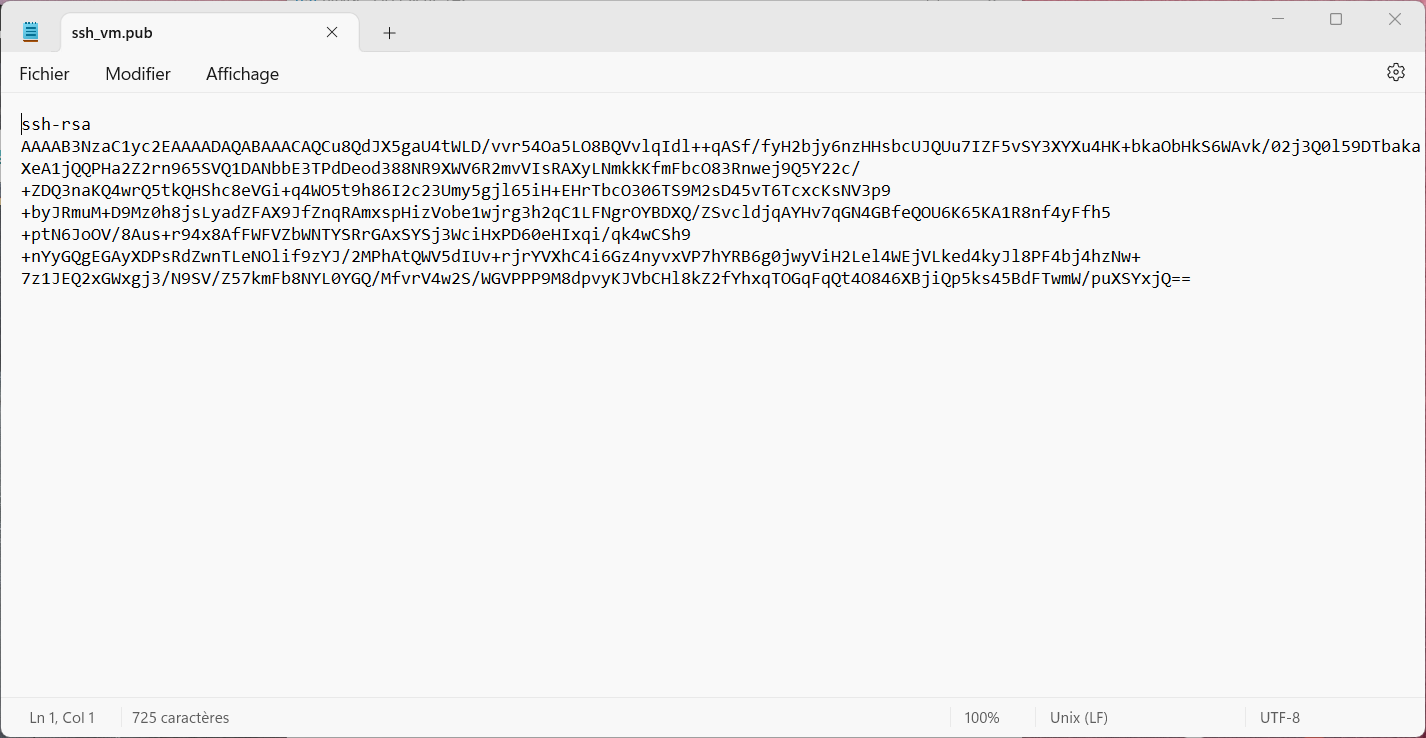 ssh_vm.pub
Fichier Modifier Affichage
ssh-rsa
AAAAB3NzaC1yc2EAAAADAQABAAACAQCu8QdJX5gaU4tWLD/vvr54Oa5LO8BQVvlqIdl++qASf/fyH2bjy6nzHHsbcUJQUu7IZF5vSY3XYXu4HK+bkaObHkS6WAvk/02j3Q0l59DTbaka
XeA1jQQPHa2Z2rn965SVQ1DANbbE3TPdDeod388NR9XWV6R2mvVIsRAXyLNmkkKfmFbcO83Rnwej9Q5Y22c/
+ZDQ3naKQ4wrQ5tkQHShc8eVGi+q4WO5t9h86I2c23Umy5gjl65iH+EHrTbcO306TS9M2sD45vT6TcxcKsNV3p9
+byJRmuM+D9Mz0h8jsLyadZFAX9JfZnqRAmxspHizVobe1wjrg3h2qC1LFNgrOYBDXQ/ZSvcldjqAYHv7qGN4GBfeQOU6K65KA1R8nf4yFfh5
+ptN6JoOV/8Aus+r94x8AfFWFVZbWNTYSRrGAxSYSj3WciHxPD60eHIxqi/qk4wCSh9
+nYyGQgEGAyXDPsRdZwnTLeNOlif9zYJ/2MPhAtQWV5dIUv+rjrYVXhC4i6Gz4nyvxVP7hYRB6g0jwyViH2Lel4WEjVLked4kyJl8PF4bj4hzNw+
7z1JEQ2xGWxgj3/N9SV/Z57kmFb8NYL0YGQ/MfvrV4w2S/WGVPPP9M8dpvyKJVbCHl8kZ2fYhxqTOGqFqQt4O846XBjiQp5ks45BdFTwmW/puXSYxjQ==
Ln 1, Col 1 725 caractères 100% Unix (LF) UTF-8